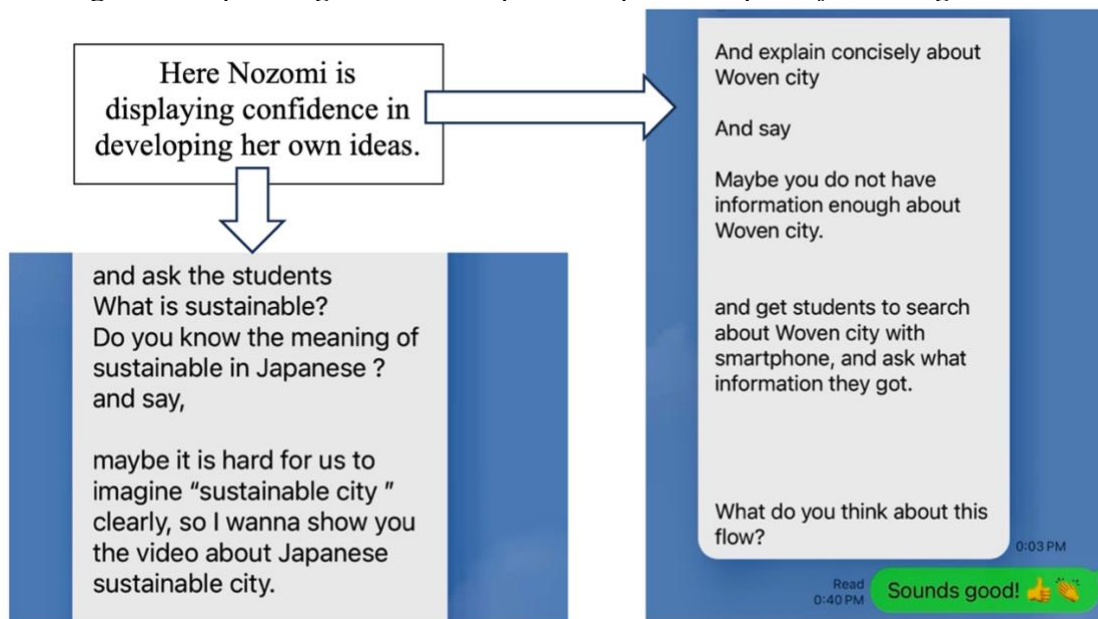 Here Nozomi is
displaying confidence in
developing her own ideas.
and ask the students
What is sustainable?
Do you know the meaning of
sustainable in Japanese ?
and say,
maybe it is hard for us to
imagine “sustainable city ”
clearly, so I wanna show you
the video about Japanese
sustainable city.
And explain concisely about
Woven city
And say
Maybe you do not have
information enough about
Woven city.
and get students to search
about Woven city with
smartphone, and ask what
information they got.
What do you think about this
flow?
0:03 PM
Read
0:40 PM
Sounds good! 👍👏